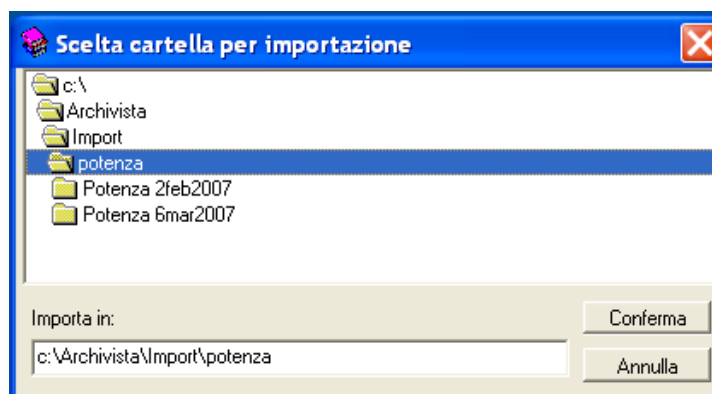 Scelta cartella per importazione
c:\
Archivista
Import
potenza
Potenza 2feb2007
Potenza 6mar2007
Importa in:
Conferma
c:\Archivista\Import\potenza
Annulla